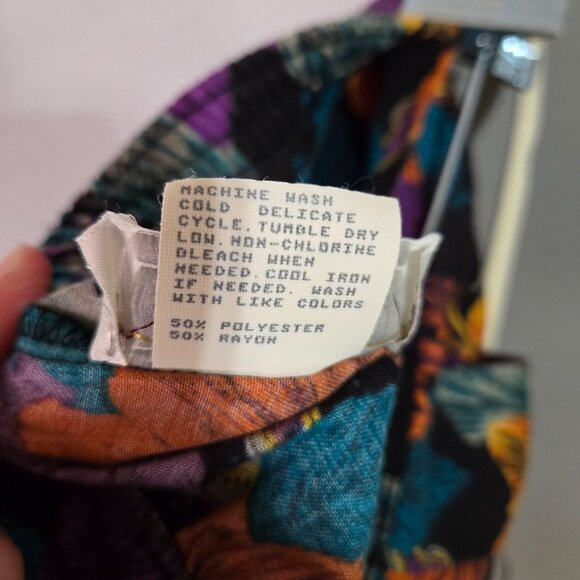 MACHINE WASH
COLD DELICATE
CYCLE. TUMBLE DRY
LOW. NON-CHLORINE
BLEACH WHEN
NEEDED. COOL IRON
IF NEEDED. WASH
WITH LIKE COLORS
50% POLYESTER
50% RAYON